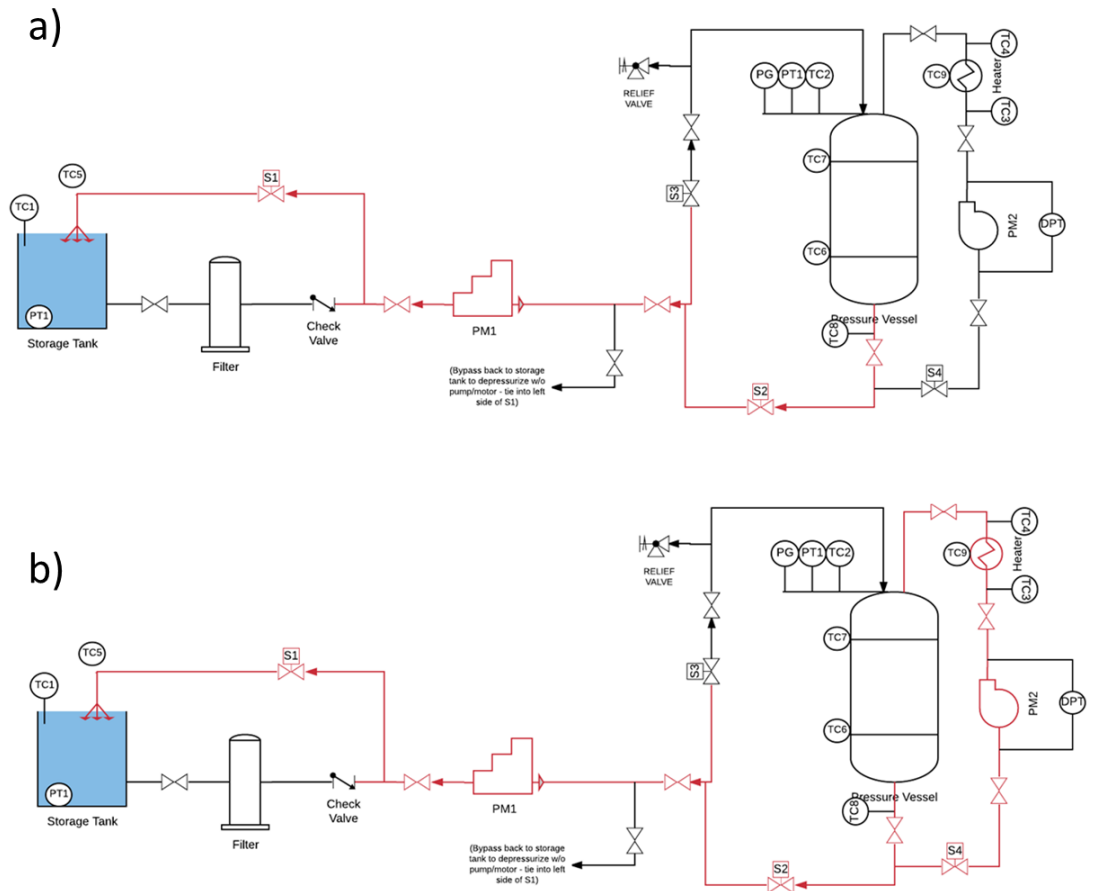 a)
TC4
PG PT1 TC2
TC9
Heater
RELIEF
VALVE
TC3
TC7
TC5
S1
TC1
S3
PM2
DPT
TC6
PT1
Storage Tank
Filter
Check
Valve
PM1
Pressure Vessel
TC8
(Bypass back to storage
tank to depressurize w/o
pump/motor - tie into left
side of S1)
S2
S4
b)
TC4
PG PT1 TC2
TC9
Heater
RELIEF
VALVE
TC3
TC7
TC5
S1
TC1
S3
PM2
DPT
TC6
PT1
Storage Tank
Filter
Check
Valve
PM1
Pressure Vessel
TC8
(Bypass back to storage
tank to depressurize w/o
pump/motor - tie into left
side of S1)
S2
S4